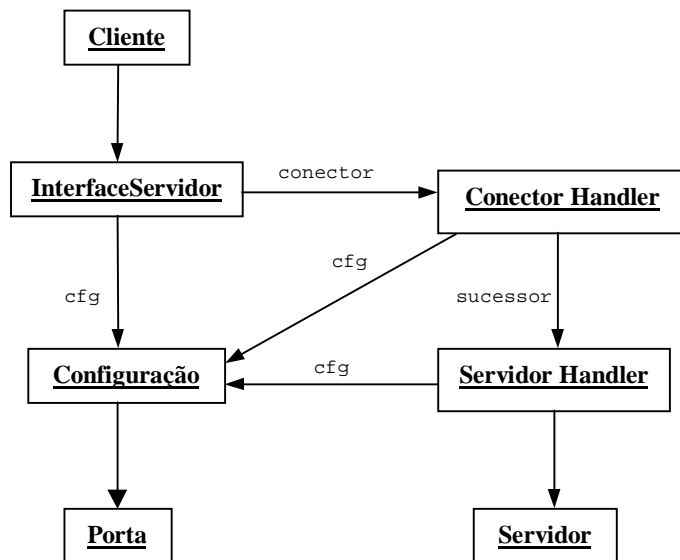 Cliente
conector
InterfaceServidor
Conector Handler
cfg
cfg
sucessor
Configuração
cfg
Servidor Handler
Porta
Servidor